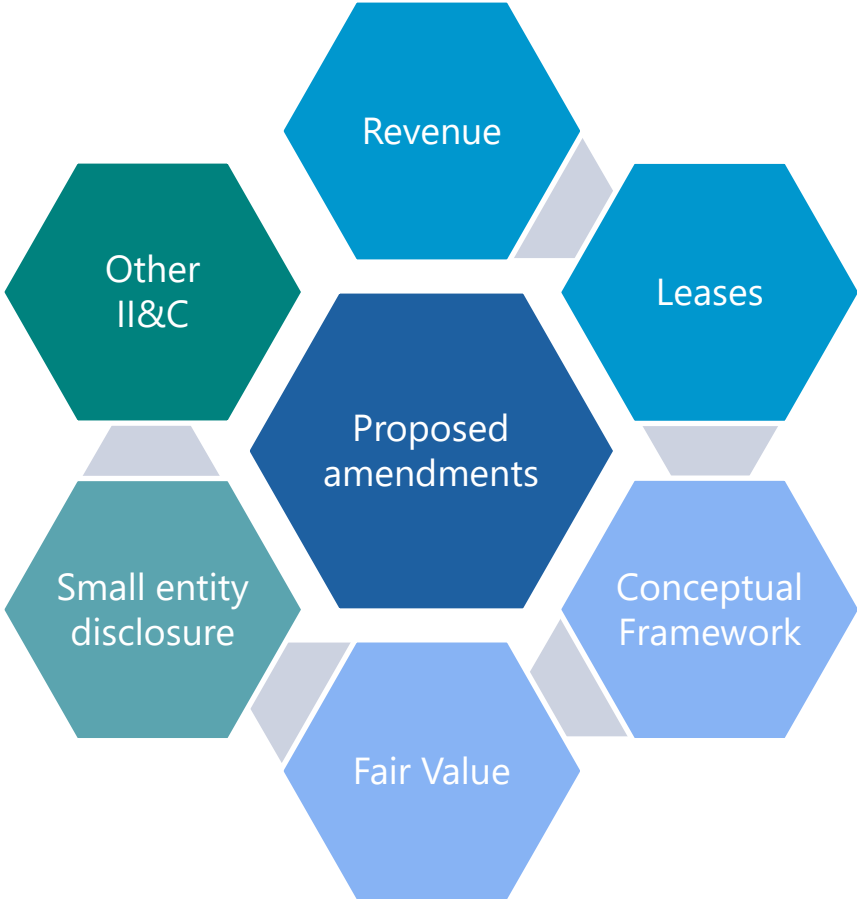 Revenue
Other
II&C
Leases
Proposed
amendments
Small entity
disclosure
Conceptual
Framework
Fair Value